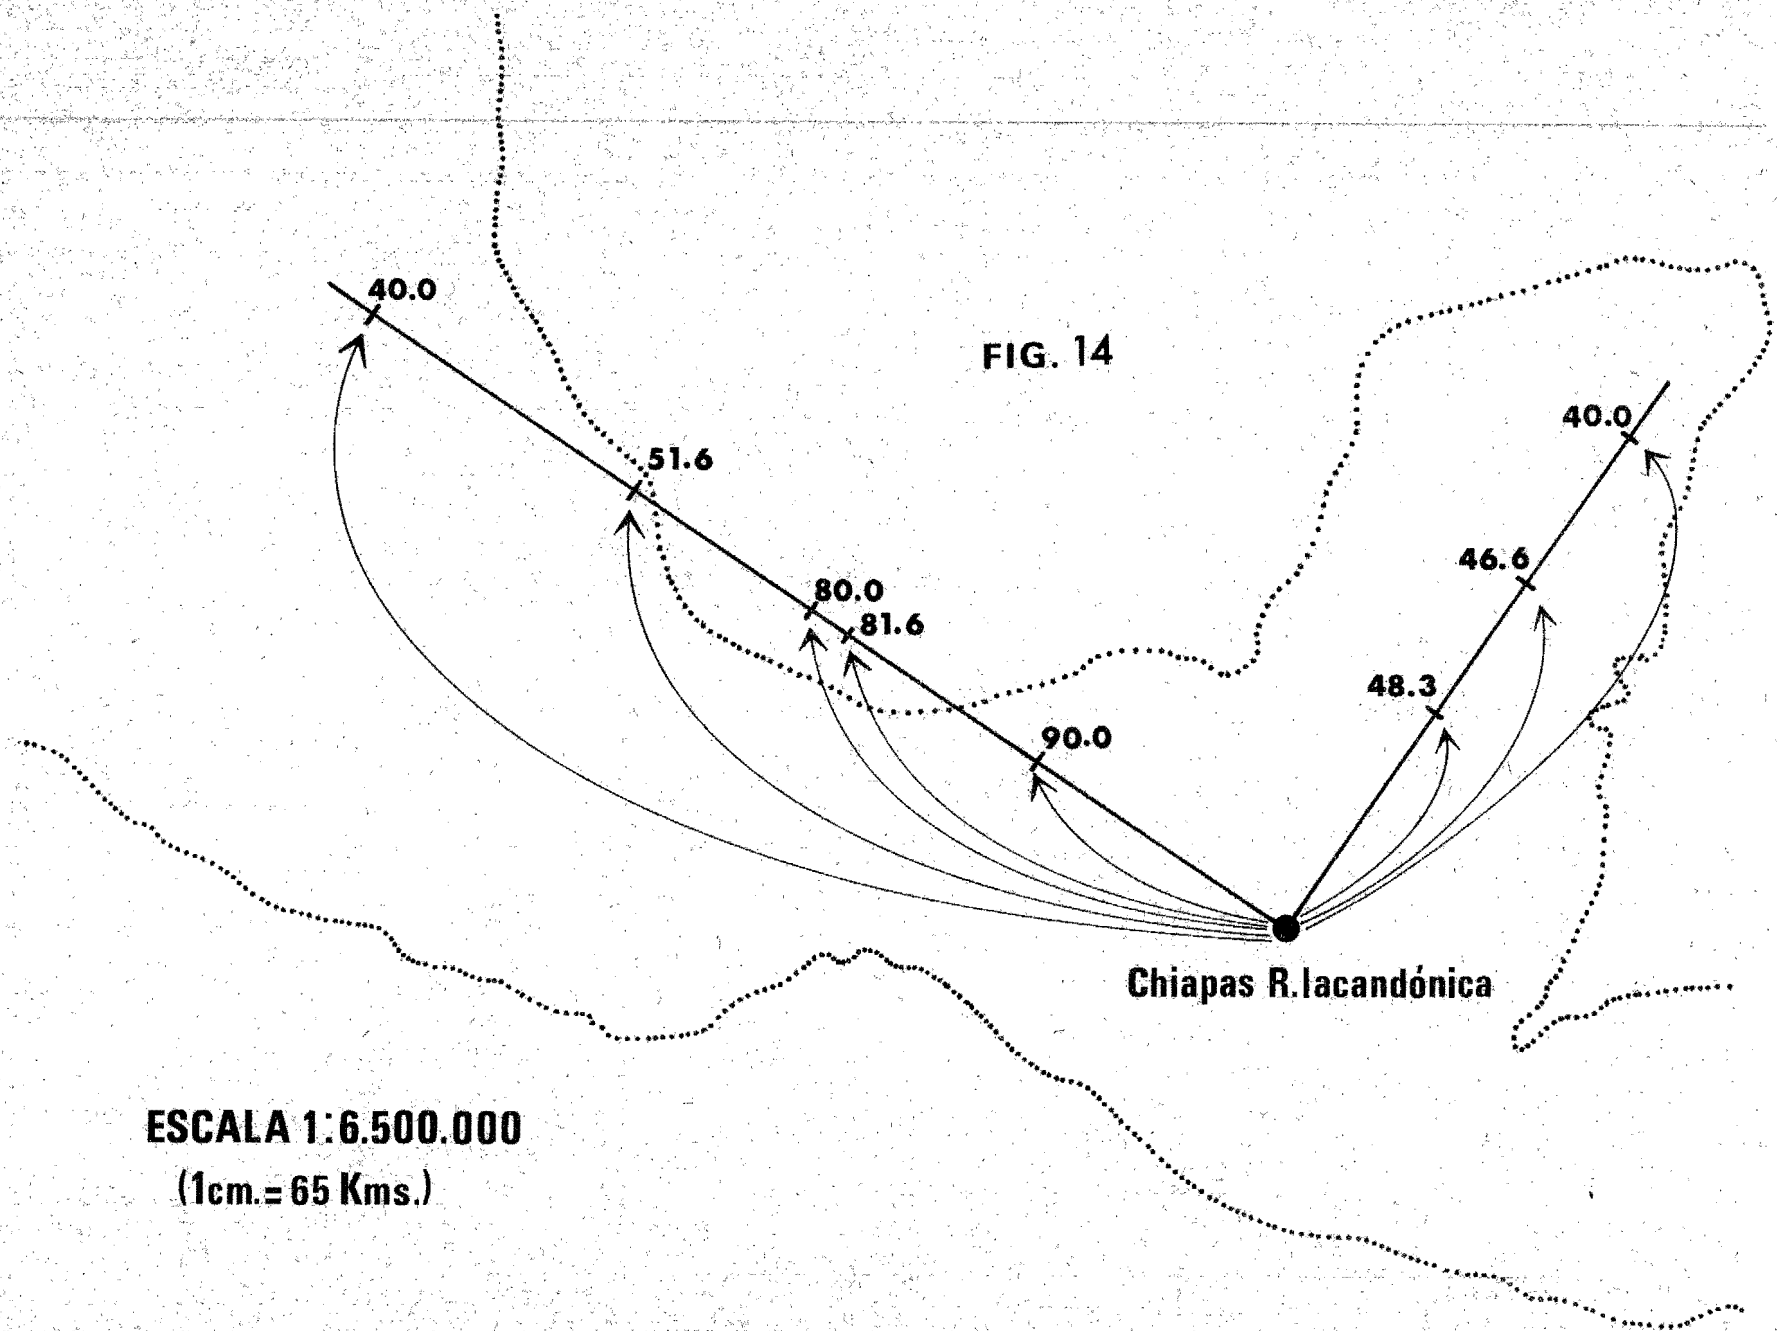 40.0
FIG. 14
40.0
51.6
46.6
80.0
81.6
48.3
90.0
Chiapas R.lacandónica
ESCALA 1:6.500.000
(1cm.= 65 Kms.)